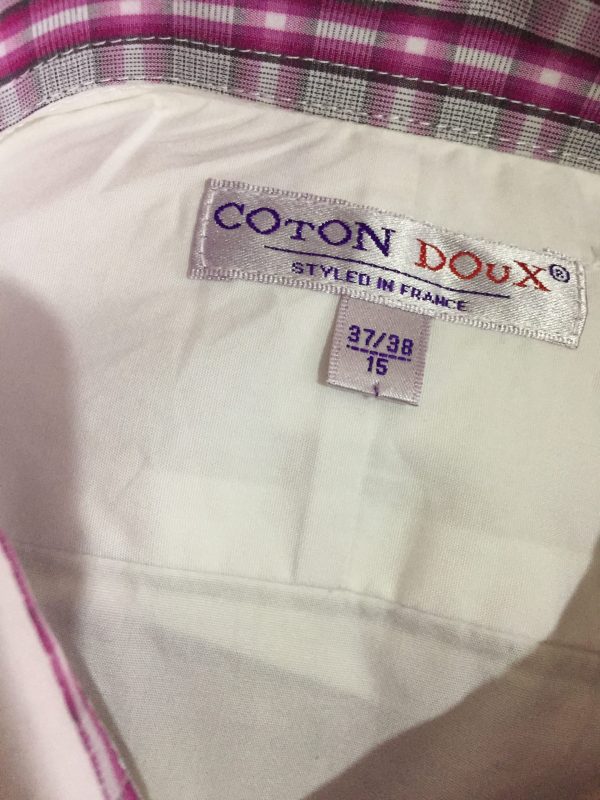 COTON DOUX®
STYLED IN FRANCE
37/38
15